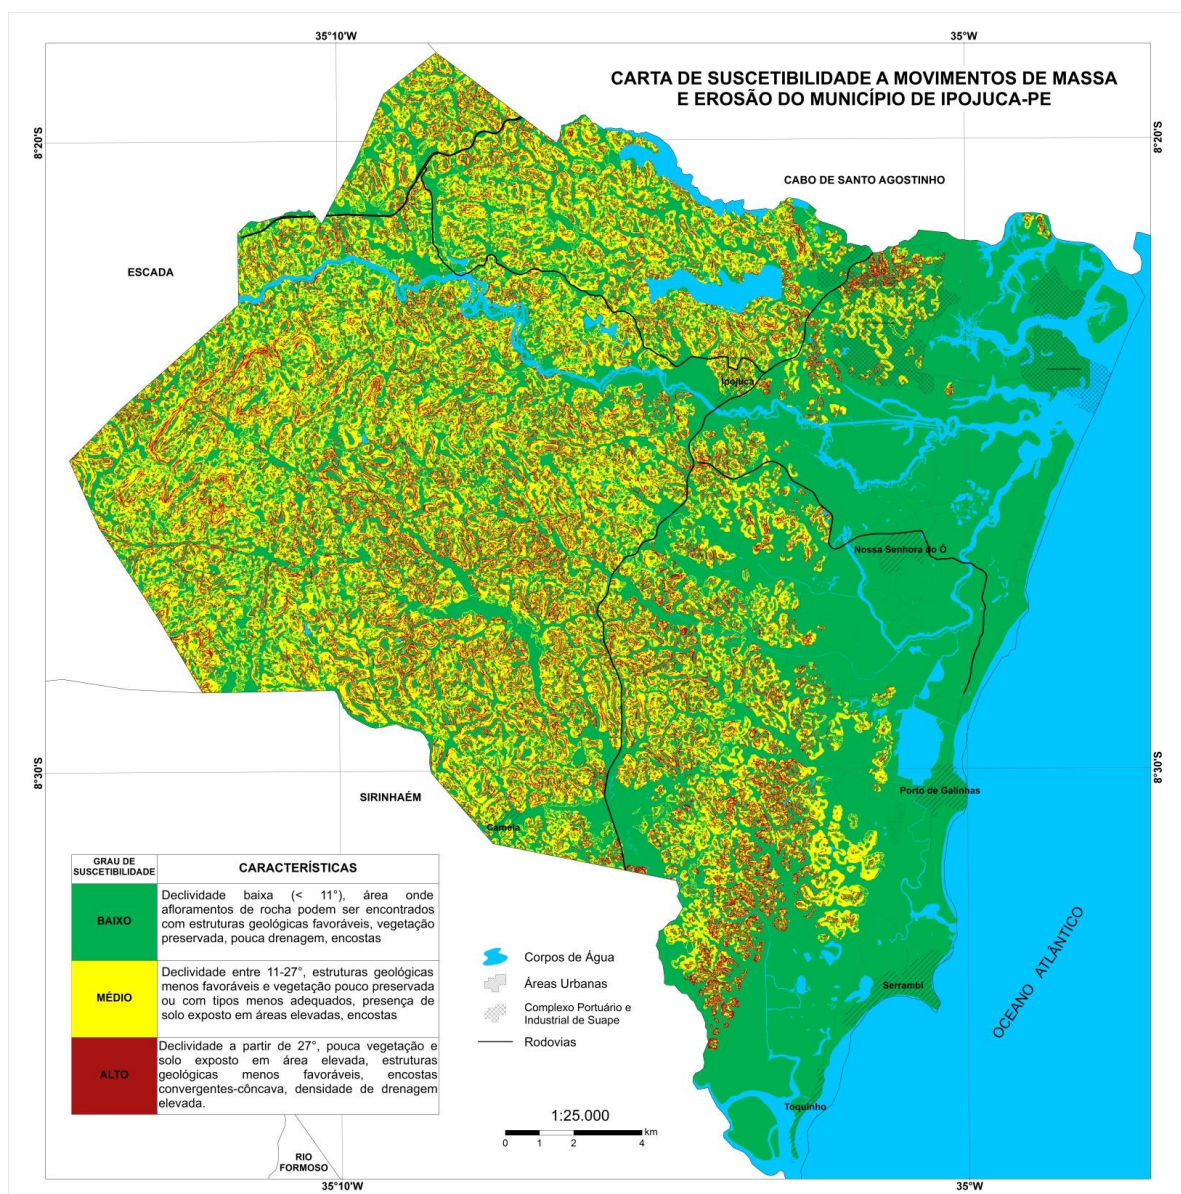 35°10'W
35°W
CARTA DE SUSCETIBILIDADE A MOVIMENTOS DE MASSA
E EROSÃO DO MUNICÍPIO DE IPOJUCA-PE
8°20'S
8°20'S
CABO DE SANTO AGOSTINHO
ESCADA
Ipojuca
Nossa Senhora do Ó
8°30'S
8°30'S
SIRINHAÉM
Porto de Galinhas
Camela
GRAU DE
SUSCETIBILIDADE
CARACTERÍSTICAS
BAIXO
Declividade baixa (< 11°), área onde
afloramentos de rocha podem ser encontrados
com estruturas geológicas favoráveis, vegetação
preservada, pouca drenagem, encostas
MÉDIO
Declividade entre 11-27°, estruturas geológicas
menos favoráveis e vegetação pouco preservada
ou com tipos menos adequados, presença de
solo exposto em áreas elevadas, encostas
ALTO
Declividade a partir de 27°, pouca vegetação e
solo exposto em área elevada, estruturas
geológicas menos favoráveis, encostas
convergentes-côncava, densidade de drenagem
elevada.
Corpos de Água
Áreas Urbanas
Complexo Portuário e
Industrial de Suape
Rodovias
Serrambí
OCEANO ATLÂNTICO
Toquinho
1:25.000
0 1 2 4 km
RIO
FORMOSO
35°10'W
35°W